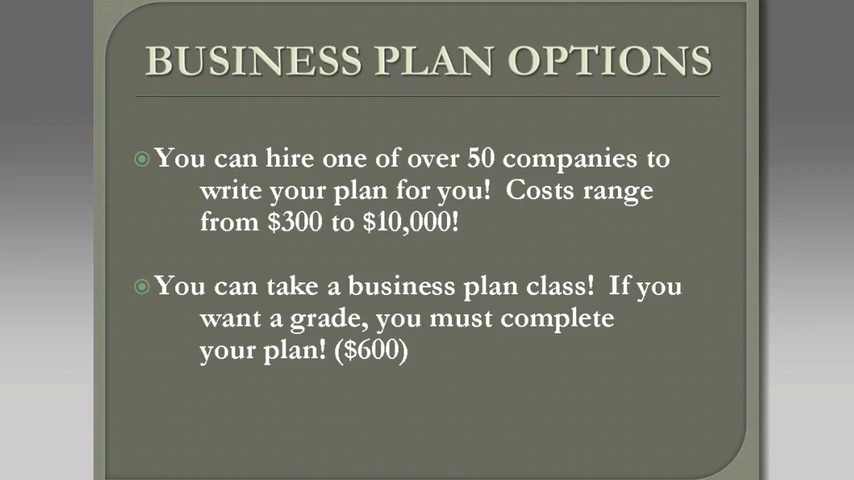 BUSINESS PLAN OPTIONS
You can hire one of over 50 companies to
write your plan for you!  Costs range
from $300 to $10,000!
You can take a business plan class!  If you
want a grade, you must complete
your plan! ($600)